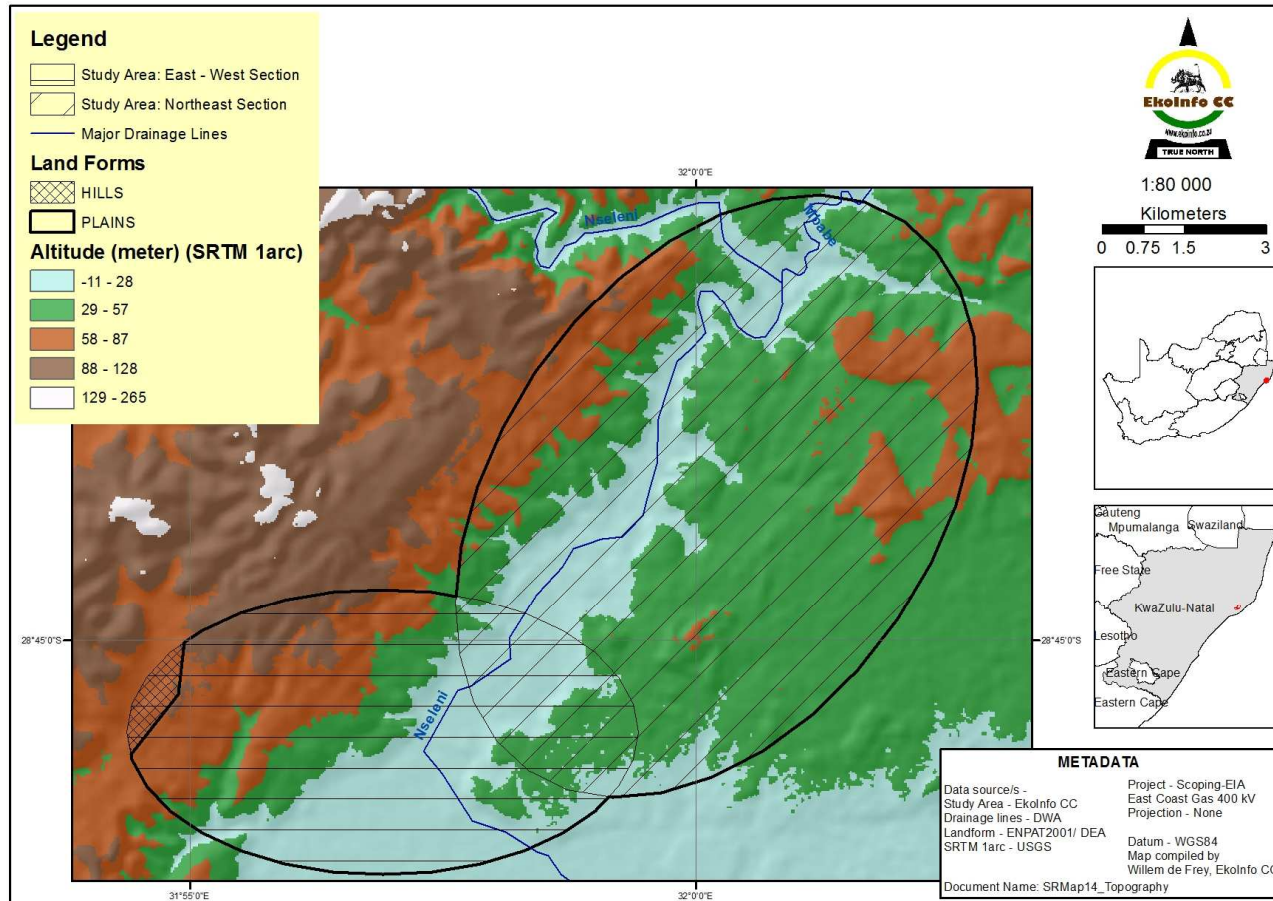 Legend
Study Area: East - West Section
Study Area: Northeast Section
Major Drainage Lines
Land Forms
HILLS
PLAINS
Altitude (meter) (SRTM 1arc)
-11 - 28
29 - 57
58 - 87
88 - 128
129 - 265
EkoInfo CC
www.ekoinfo.co.za
TRUE NORTH
1:80 000
Kilometers
0 0.75 1.5 3
32°0'0"E
Nseleni
Mbabe
28°45'0"S
28°45'0"S
Nseleni
31°55'0"E
32°0'0"E
Gauteng
Mpumalanga
Swaziland
Free State
KwaZulu-Natal
Lesotho
Eastern Cape
Eastern Cape
METADATA
Data source/s -
Study Area - EkoInfo CC
Drainage lines - DWA
Landform - ENPAT2001/ DEA
SRTM 1arc - USGS
Project - Scoping-EIA
East Coast Gas 400 kV
Projection - None
Datum - WGS84
Map compiled by
Willem de Frey, EkoInfo CC
Document Name: SRMap14_Topography